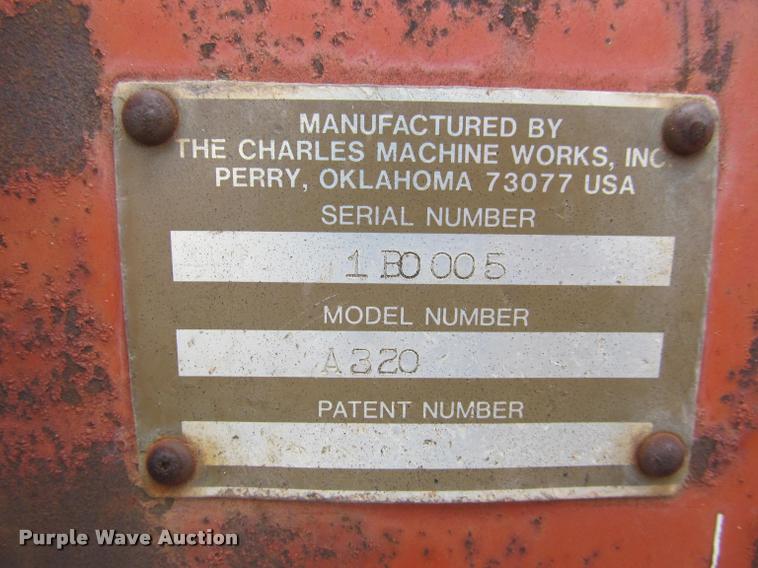 MANUFACTURED BY
THE CHARLES MACHINE WORKS, INC.
PERRY, OKLAHOMA 73077 USA
SERIAL NUMBER
1B0005
MODEL NUMBER
A320
PATENT NUMBER
Purple Wave Auction